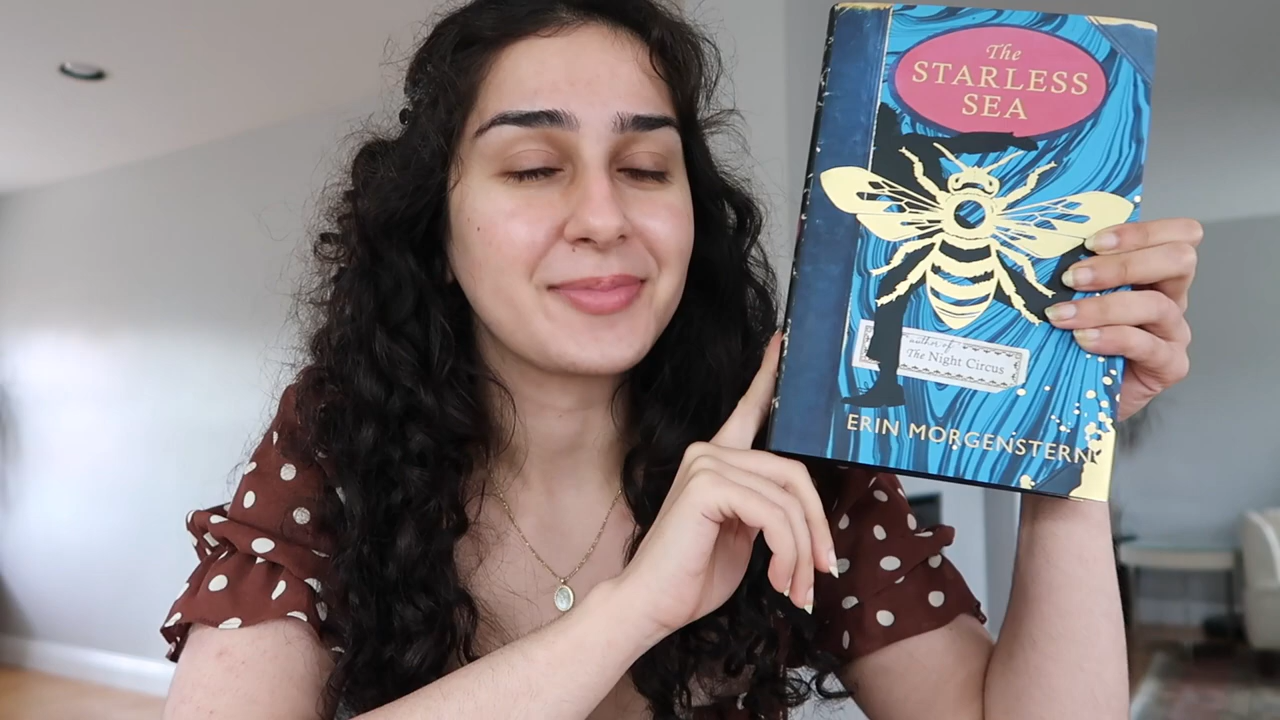 The
STARLESS
SEA
author of
The Night Circus
ERIN MORGENSTERN